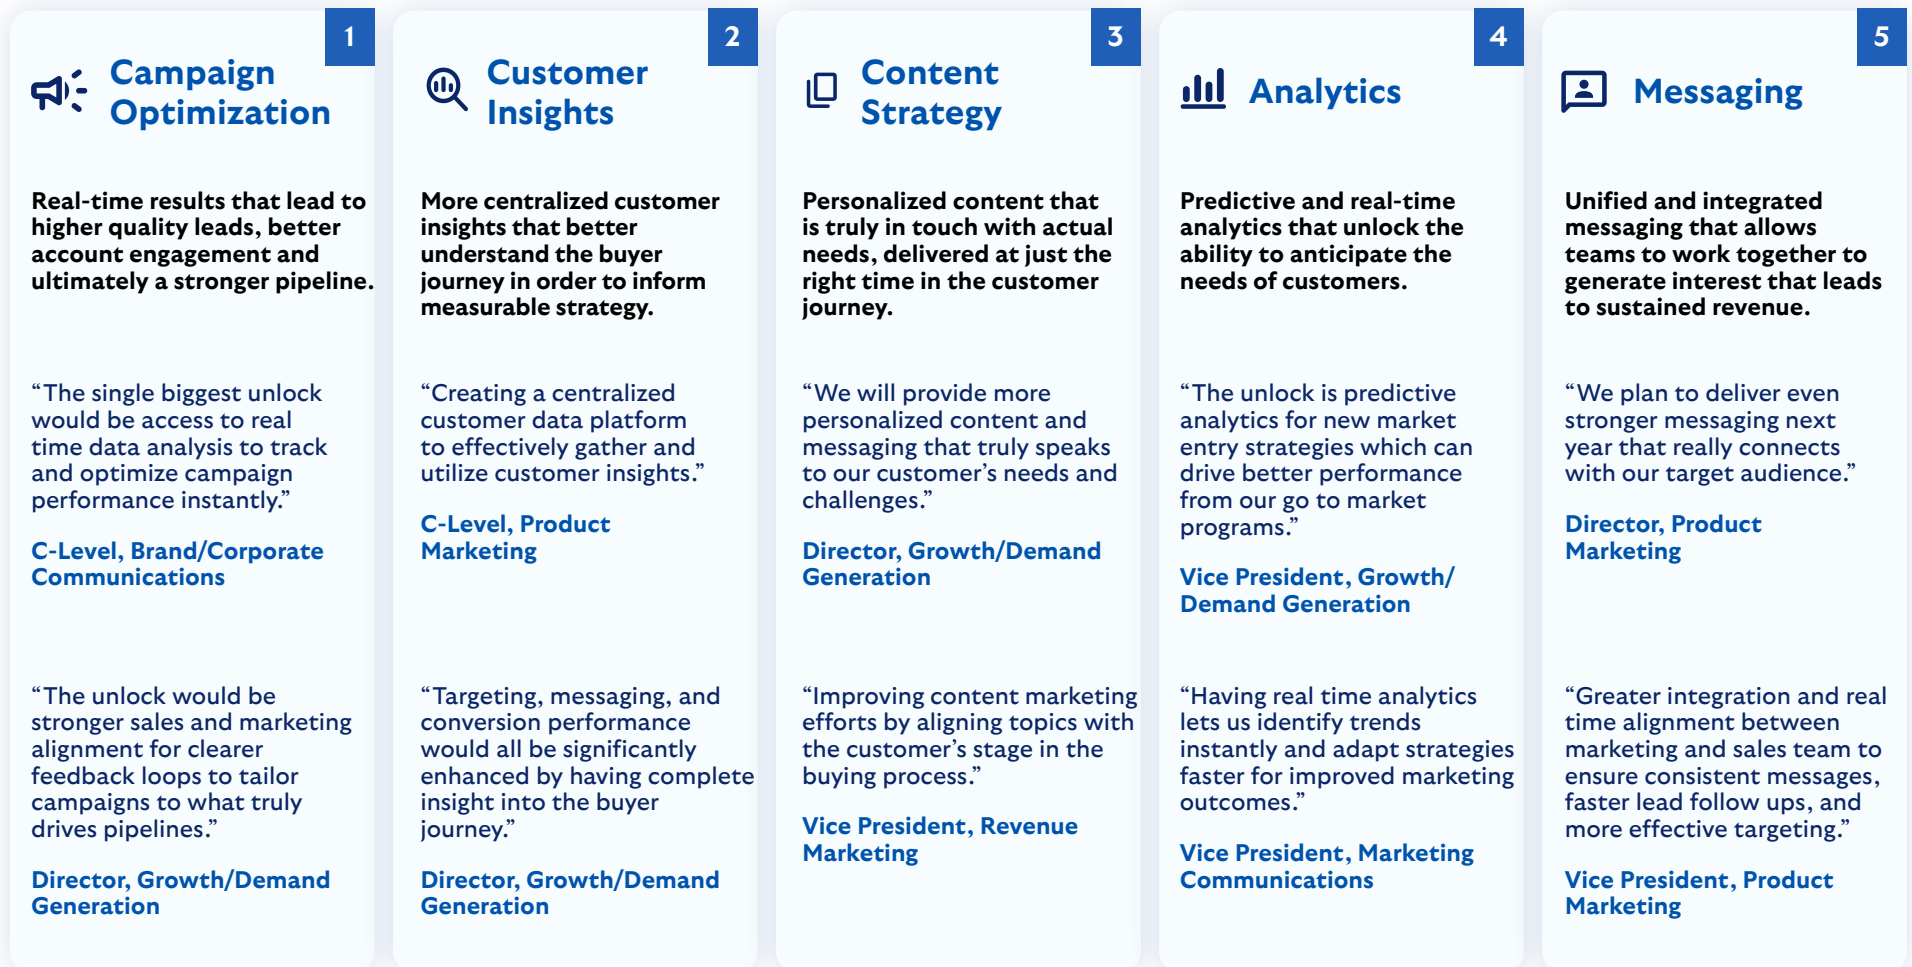 1
Campaign
Optimization
Real-time results that lead to
higher quality leads, better
account engagement and
ultimately a stronger pipeline.
“The single biggest unlock
would be access to real
time data analysis to track
and optimize campaign
performance instantly.”
C-Level, Brand/Corporate
Communications
“The unlock would be
stronger sales and marketing
alignment for clearer
feedback loops to tailor
campaigns to what truly
drives pipelines.”
Director, Growth/Demand
Generation
2
Customer
Insights
More centralized customer
insights that better
understand the buyer
journey in order to inform
measurable strategy.
“Creating a centralized
customer data platform
to effectively gather and
utilize customer insights.”
C-Level, Product
Marketing
“Targeting, messaging, and
conversion performance
would all be significantly
enhanced by having complete
insight into the buyer
journey.”
Director, Growth/Demand
Generation
3
Content
Strategy
Personalized content that
is truly in touch with actual
needs, delivered at just the
right time in the customer
journey.
“We will provide more
personalized content and
messaging that truly speaks
to our customer’s needs and
challenges.”
Director, Growth/Demand
Generation
“Improving content marketing
efforts by aligning topics with
the customer’s stage in the
buying process.”
Vice President, Revenue
Marketing
4
Analytics
Predictive and real-time
analytics that unlock the
ability to anticipate the
needs of customers.
“The unlock is predictive
analytics for new market
entry strategies which can
drive better performance
from our go to market
programs.”
Vice President, Growth/
Demand Generation
“Having real time analytics
lets us identify trends
instantly and adapt strategies
faster for improved marketing
outcomes.”
Vice President, Marketing
Communications
5
Messaging
Unified and integrated
messaging that allows
teams to work together to
generate interest that leads
to sustained revenue.
“We plan to deliver even
stronger messaging next
year that really connects
with our target audience.”
Director, Product
Marketing
“Greater integration and real
time alignment between
marketing and sales team to
ensure consistent messages,
faster lead follow ups, and
more effective targeting.”
Vice President, Product
Marketing